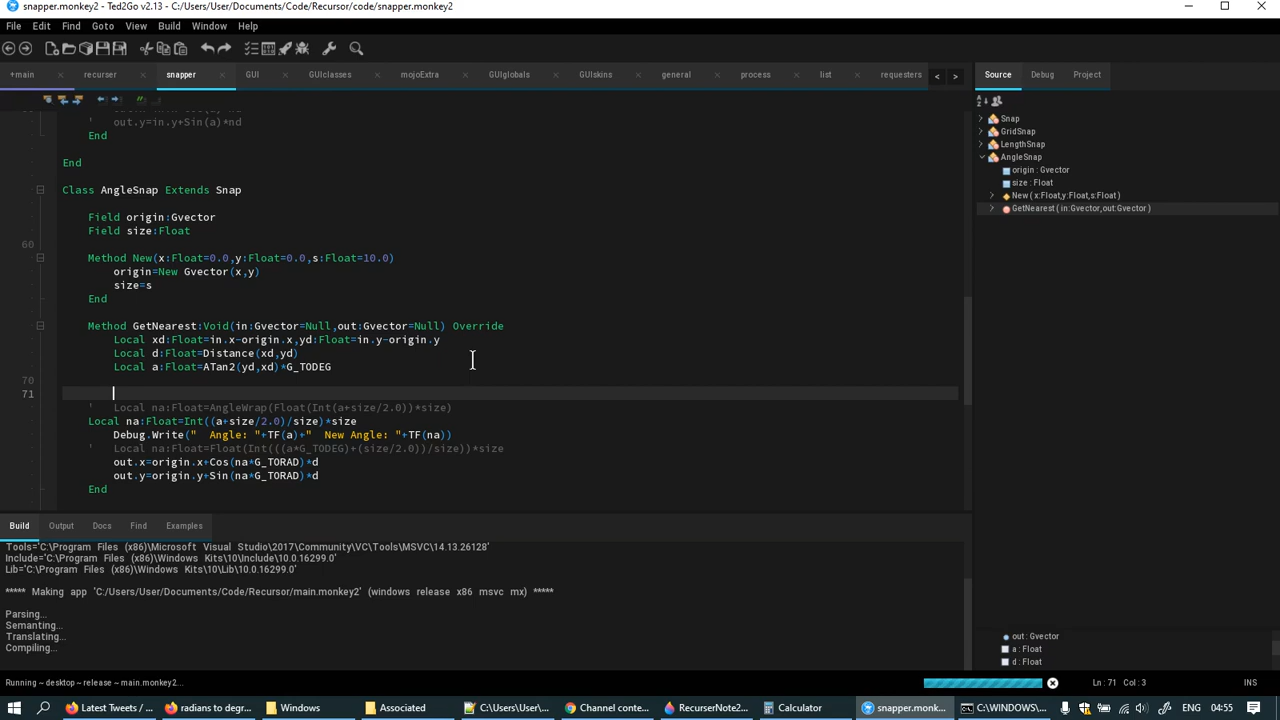 snapper.monkey2 - Ted2Go v2.13 - C:/Users/User/Documents/Code/Recursor/code/snapper.monkey2
File Edit Find Goto View Build Window Help
+main recurser snapper GUI GUIclasses mojoExtra GUIglobals GUIskins general process list requesters < >
Source Debug Project
' out.y=in.y+Sin(a)*nd
End
End
Class AngleSnap Extends Snap
Field origin:Gvector
Field size:Float
60
Method New(x:Float=0.0,y:Float=0.0,s:Float=10.0)
origin=New Gvector(x,y)
size=s
End
Method GetNearest:Void(in:Gvector=Null,out:Gvector=Null) Override
Local xd:Float=in.x-origin.x,yd:Float=in.y-origin.y
Local d:Float=Distance(xd,yd)
Local a:Float=ATan2(yd,xd)*G_TODEG
70
71
' Local na:Float=AngleWrap(Float(Int(a+size/2.0))*size)
Local na:Float=Int((a+size/2.0)/size)*size
Debug.Write(" Angle: "+TF(a)+" New Angle: "+TF(na))
' Local na:Float=Float(Int(((a*G_TODEG)+(size/2.0))/size))*size
out.x=origin.x+Cos(na*G_TORAD)*d
out.y=origin.y+Sin(na*G_TORAD)*d
End
Snap
GridSnap
LengthSnap
AngleSnap
origin : Gvector
size : Float
New ( x:Float,y:Float,s:Float )
GetNearest ( in:Gvector,out:Gvector )
out : Gvector
a : Float
d : Float
Build Output Docs Find Examples
Tools='C:\Program Files (x86)\Microsoft Visual Studio\2017\Community\VC\Tools\MSVC\14.13.26128'
Include='C:\Program Files (x86)\Windows Kits\10\Include\10.0.16299.0'
Lib='C:\Program Files (x86)\Windows Kits\10\Lib\10.0.16299.0'
***** Making app 'C:/Users/User/Documents/Code/Recursor/main.monkey2' (windows release x86 msvc mx) *****
Parsing...
Semanting...
Translating...
Compiling...
Running ~ desktop ~ release ~ main.monkey2...
Ln : 71 Col : 3 INS
Latest Tweets / ... radians to degr... Windows Associated C:\Users\User\... Channel conte... RecurserNote2... Calculator snapper.monk... C:\WINDOWS\... 04:55